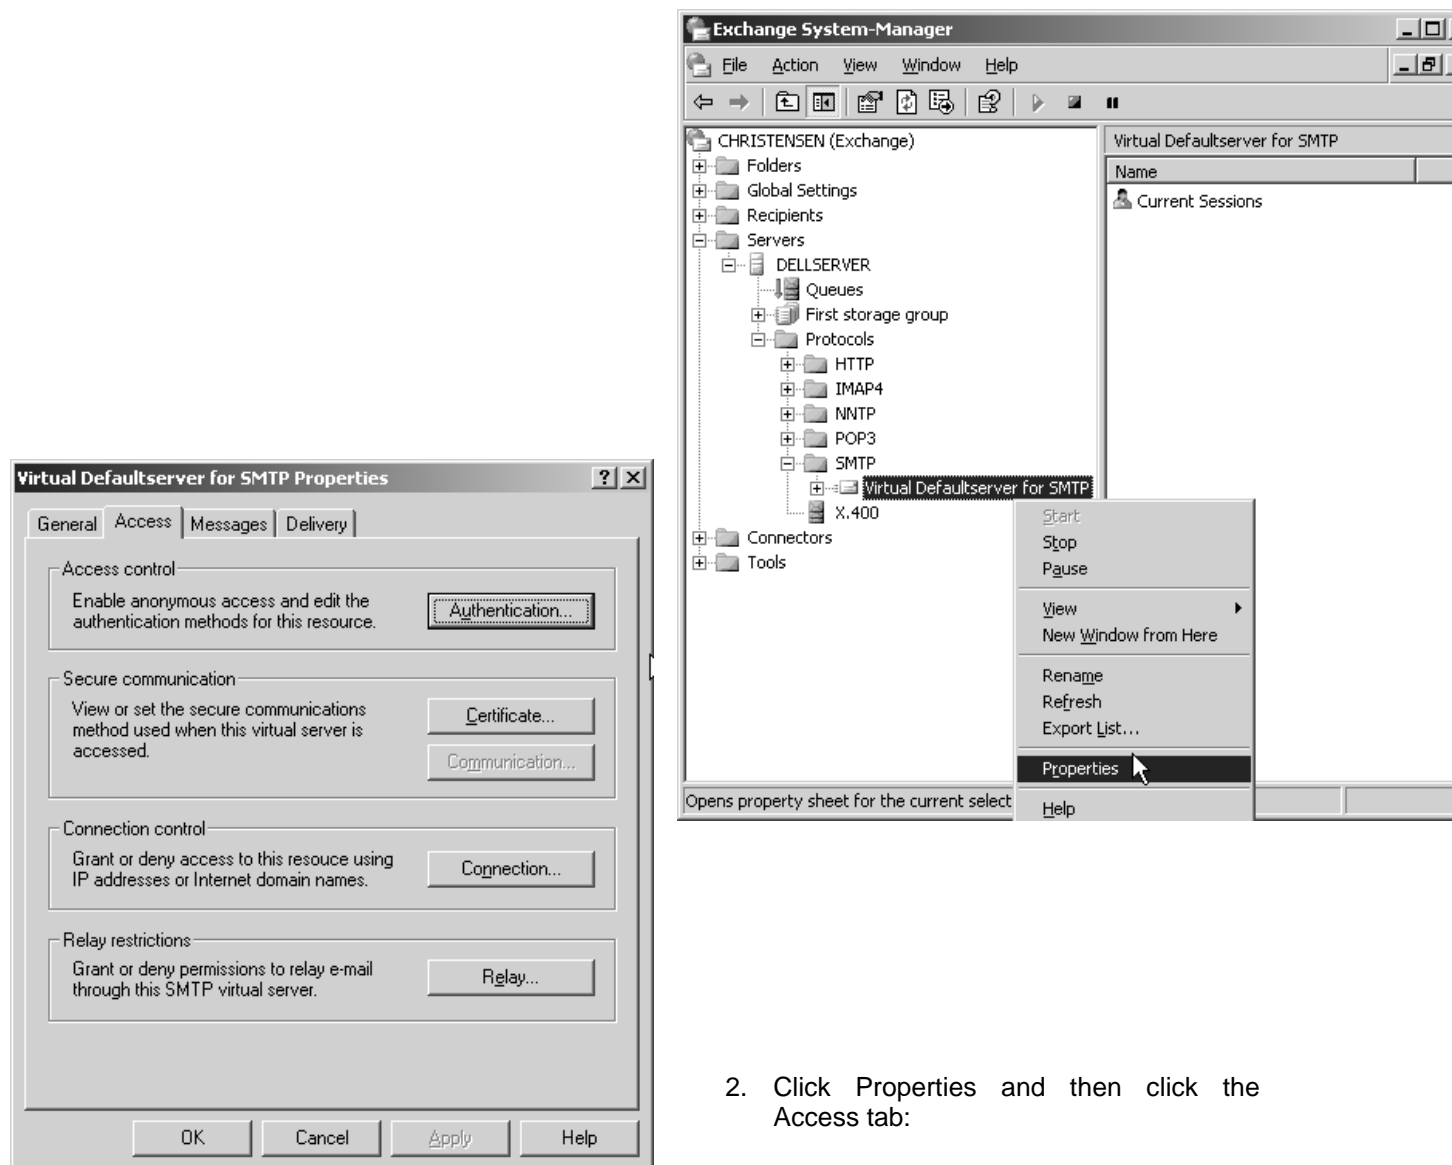 Exchange System-Manager
File Action View Window Help
CHRISTENSEN (Exchange)
Folders
Global Settings
Recipients
Servers
DELLSERVER
Queues
First storage group
Protocols
HTTP
IMAP4
NNTP
POP3
SMTP
Virtual Defaultserver for SMTP
X.400
Connectors
Tools
Virtual Defaultserver for SMTP
Name
Current Sessions
Start
Stop
Pause
View
New Window from Here
Rename
Refresh
Export List...
Properties
Help
Opens property sheet for the current select
Virtual Defaultserver for SMTP Properties
General Access Messages Delivery
Access control
Enable anonymous access and edit the
authentication methods for this resource.
Authentication...
Secure communication
View or set the secure communications
method used when this virtual server is
accessed.
Certificate...
Communication...
Connection control
Grant or deny access to this resouce using
IP addresses or Internet domain names.
Connection...
Relay restrictions
Grant or deny permissions to relay e-mail
through this SMTP virtual server.
Relay...
OK Cancel Apply Help
2. Click Properties and then click the
Access tab: